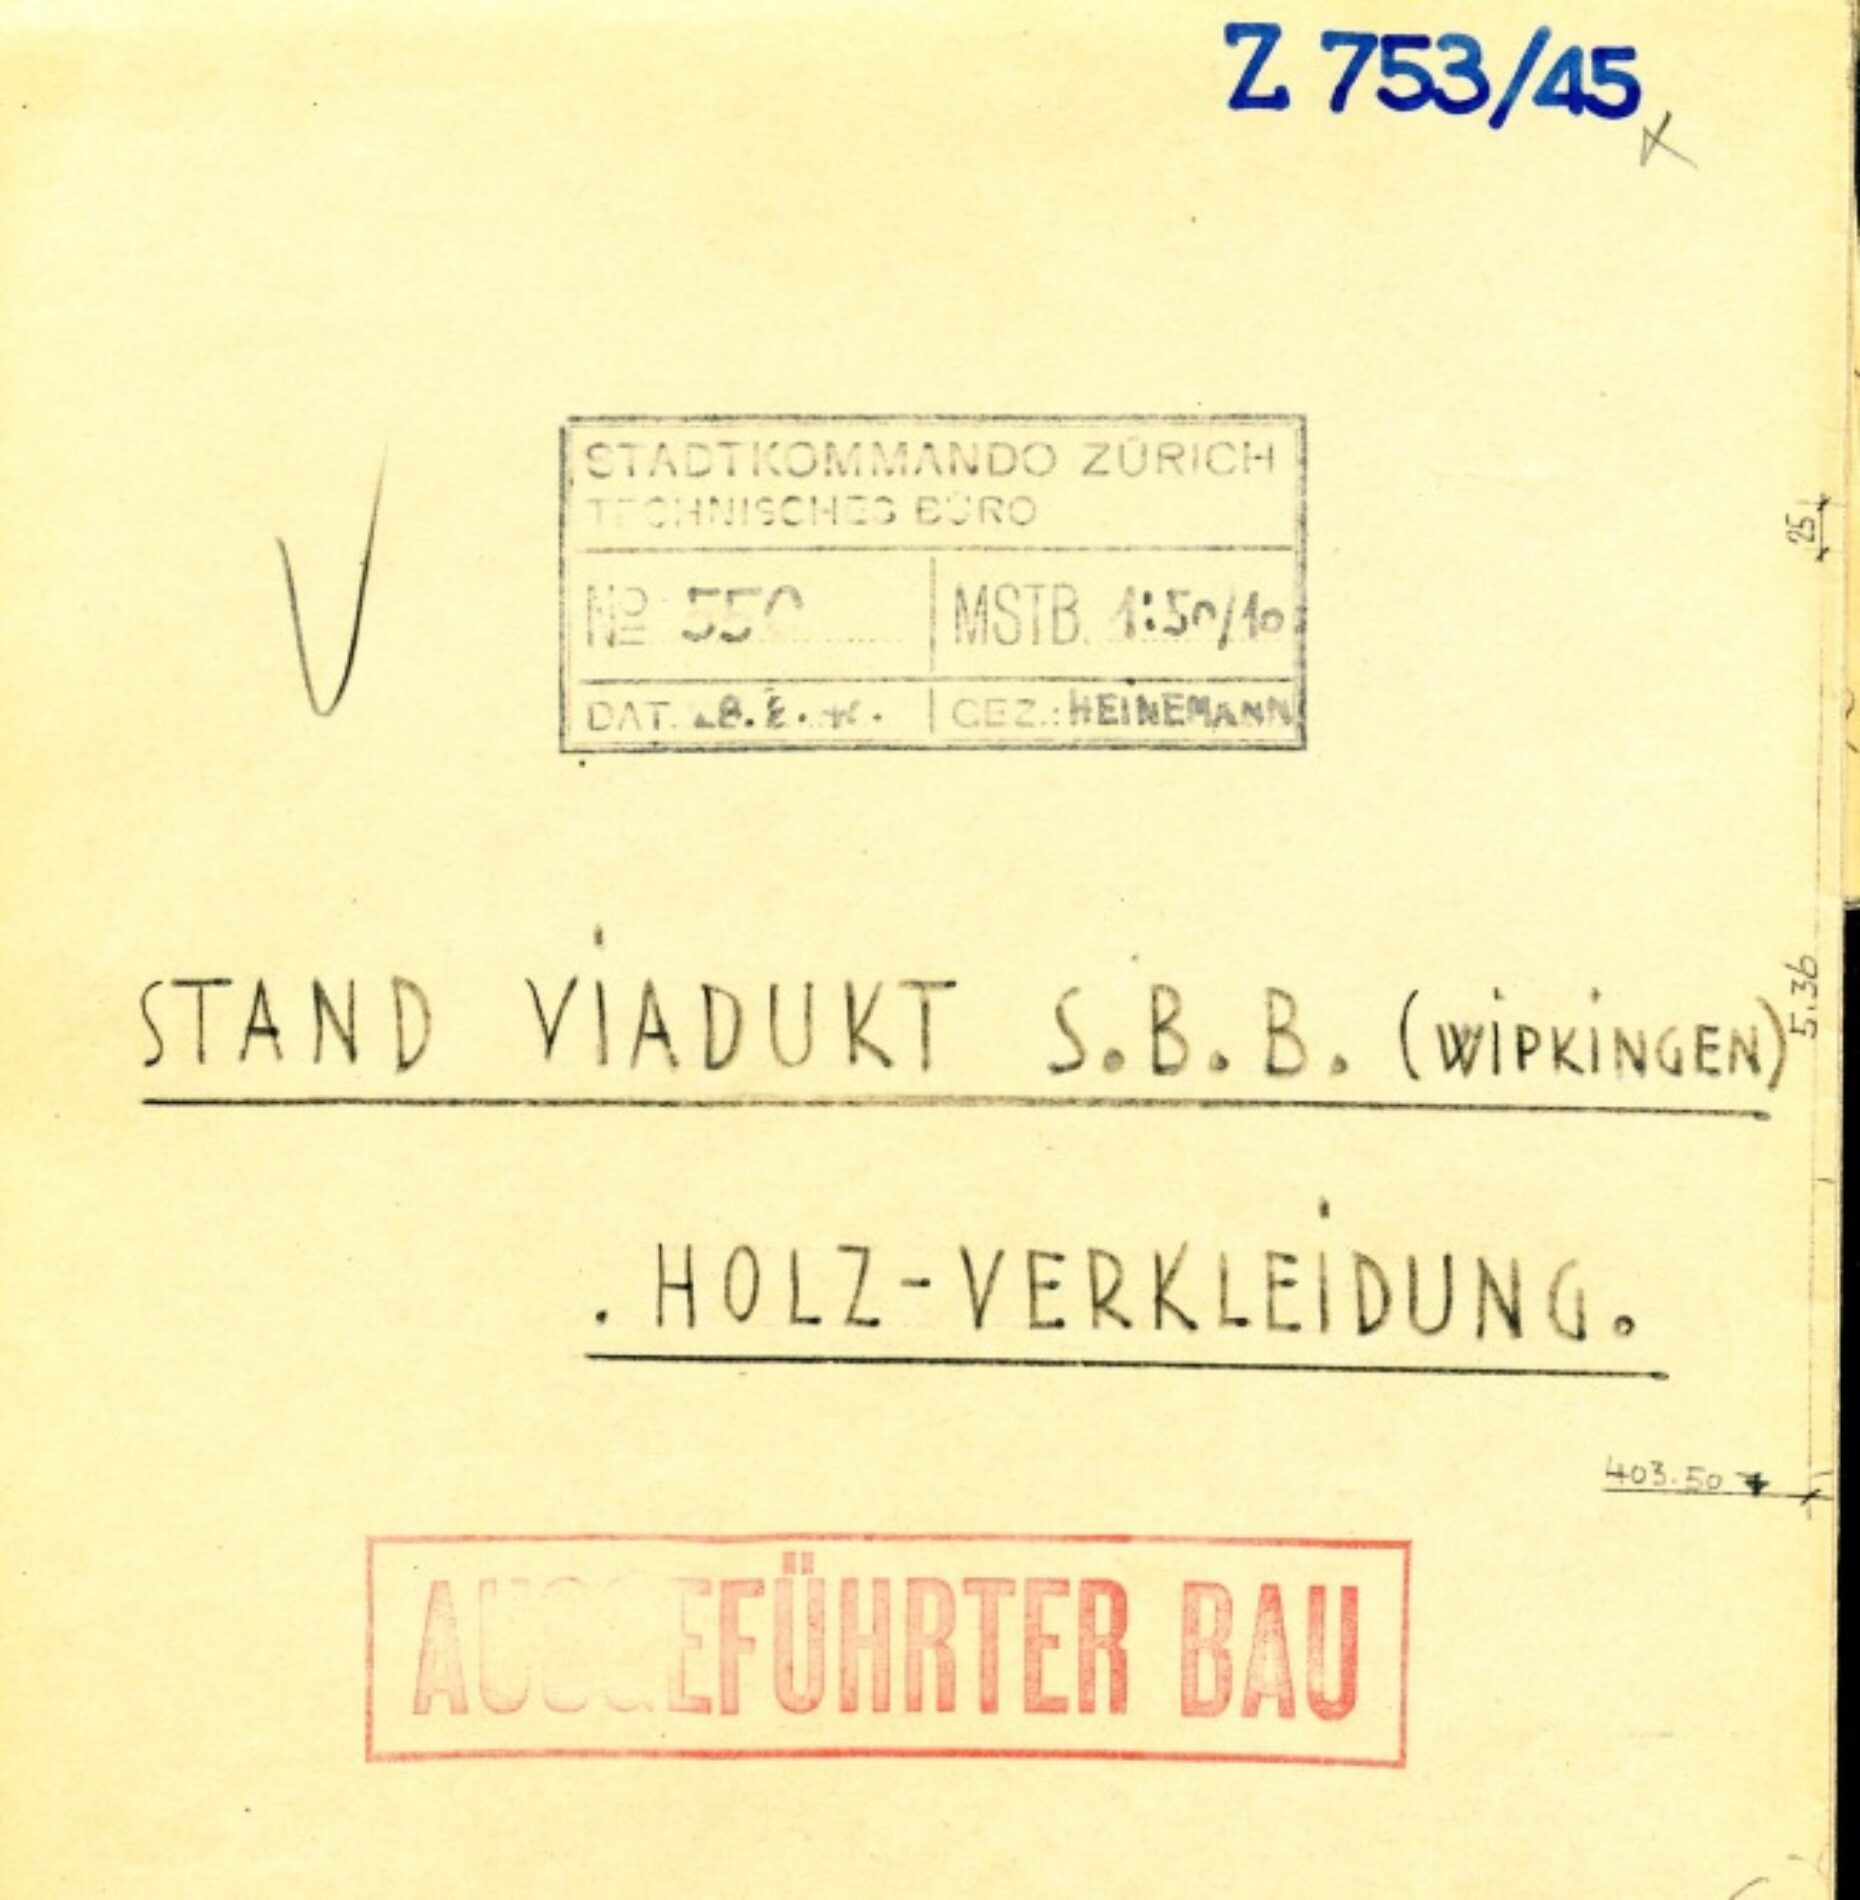 Z 753/45
STADTKOMMANDO ZÜRICH
TECHNISCHES BÜRO
No 550 MSTB. 1:50/10
DAT. GEZ.: HEINEMANN
25
STAND VIADUKT S.B.B. (WIPKINGEN)
5.36
. HOLZ-VERKLEIDUNG.
403.50
AUSGEFÜHRTER BAU